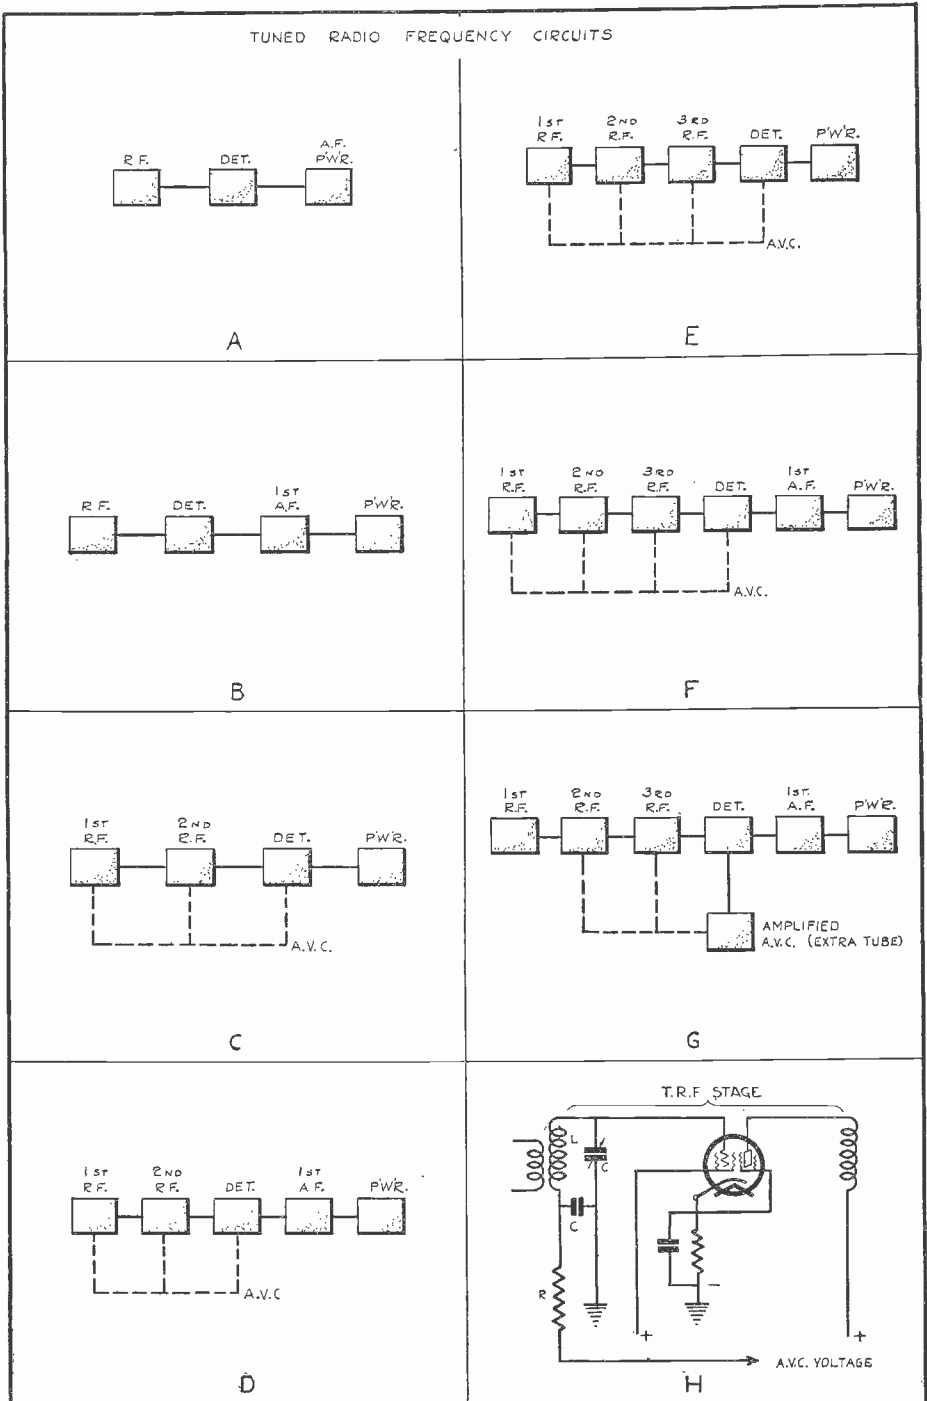 TUNED RADIO FREQUENCY CIRCUITS
R.F.
DET.
A.F.
P'W'R.
A
1ST
R.F.
2ND
R.F.
3RD
R.F.
DET.
P'W'R.
A.V.C.
E
R.F.
DET.
1ST
A.F.
P'W'R.
B
1ST
R.F.
2ND
R.F.
3RD
R.F.
DET.
1ST
A.F.
P'W'R.
A.V.C.
F
1ST
R.F.
2ND
R.F.
DET.
P'W'R.
A.V.C.
C
1ST
R.F.
2ND
R.F.
3RD
R.F.
DET.
1ST.
A.F.
P'W'R.
AMPLIFIED
A.V.C. (EXTRA TUBE)
G
1ST
R.F.
2ND
R.F.
DET.
1ST
A.F.
P'W'R.
A.V.C
D
T.R.F STAGE
L
C
C
R
−
+
+
A.V.C. VOLTAGE
H